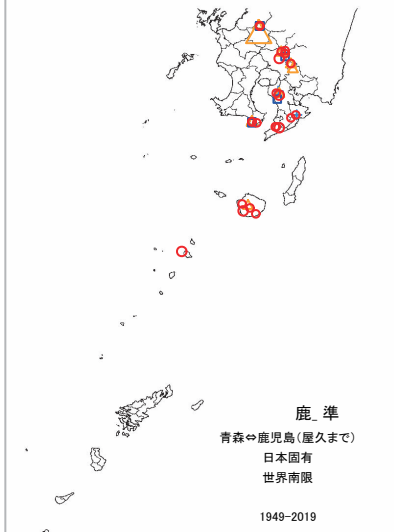 鹿_ 準
青森⇔鹿児島(屋久まで)
日本固有
世界南限
1949-2019